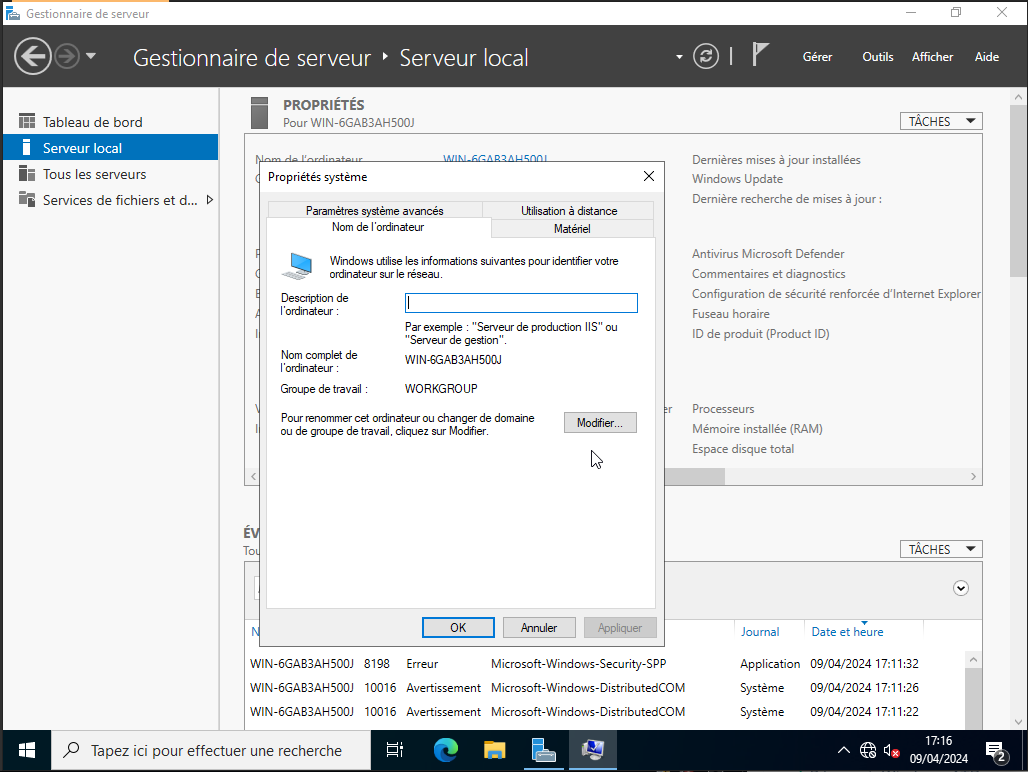 Gestionnaire de serveur
Gestionnaire de serveur ‣ Serveur local
Gérer Outils Afficher Aide
Tableau de bord
Serveur local
Tous les serveurs
Services de fichiers et d...
PROPRIÉTÉS
Pour WIN-6GAB3AH500J
TÂCHES
Nom de l'ordinateur WIN-6GAB3AH500J
Dernières mises à jour installées
Windows Update
Dernière recherche de mises à jour :
Antivirus Microsoft Defender
Commentaires et diagnostics
Configuration de sécurité renforcée d'Internet Explorer
Fuseau horaire
ID de produit (Product ID)
Processeurs
Mémoire installée (RAM)
Espace disque total
Propriétés système
Paramètres système avancés Utilisation à distance
Nom de l'ordinateur Matériel
Windows utilise les informations suivantes pour identifier votre
ordinateur sur le réseau.
Description de
l'ordinateur :
Par exemple : "Serveur de production IIS" ou
"Serveur de gestion".
Nom complet de
l'ordinateur :
WIN-6GAB3AH500J
Groupe de travail : WORKGROUP
Pour renommer cet ordinateur ou changer de domaine
ou de groupe de travail, cliquez sur Modifier.
Modifier...
OK Annuler Appliquer
TÂCHES
Journal Date et heure
WIN-6GAB3AH500J 8198 Erreur Microsoft-Windows-Security-SPP Application 09/04/2024 17:11:32
WIN-6GAB3AH500J 10016 Avertissement Microsoft-Windows-DistributedCOM Système 09/04/2024 17:11:26
WIN-6GAB3AH500J 10016 Avertissement Microsoft-Windows-DistributedCOM Système 09/04/2024 17:11:22
Tapez ici pour effectuer une recherche
17:16
09/04/2024
2